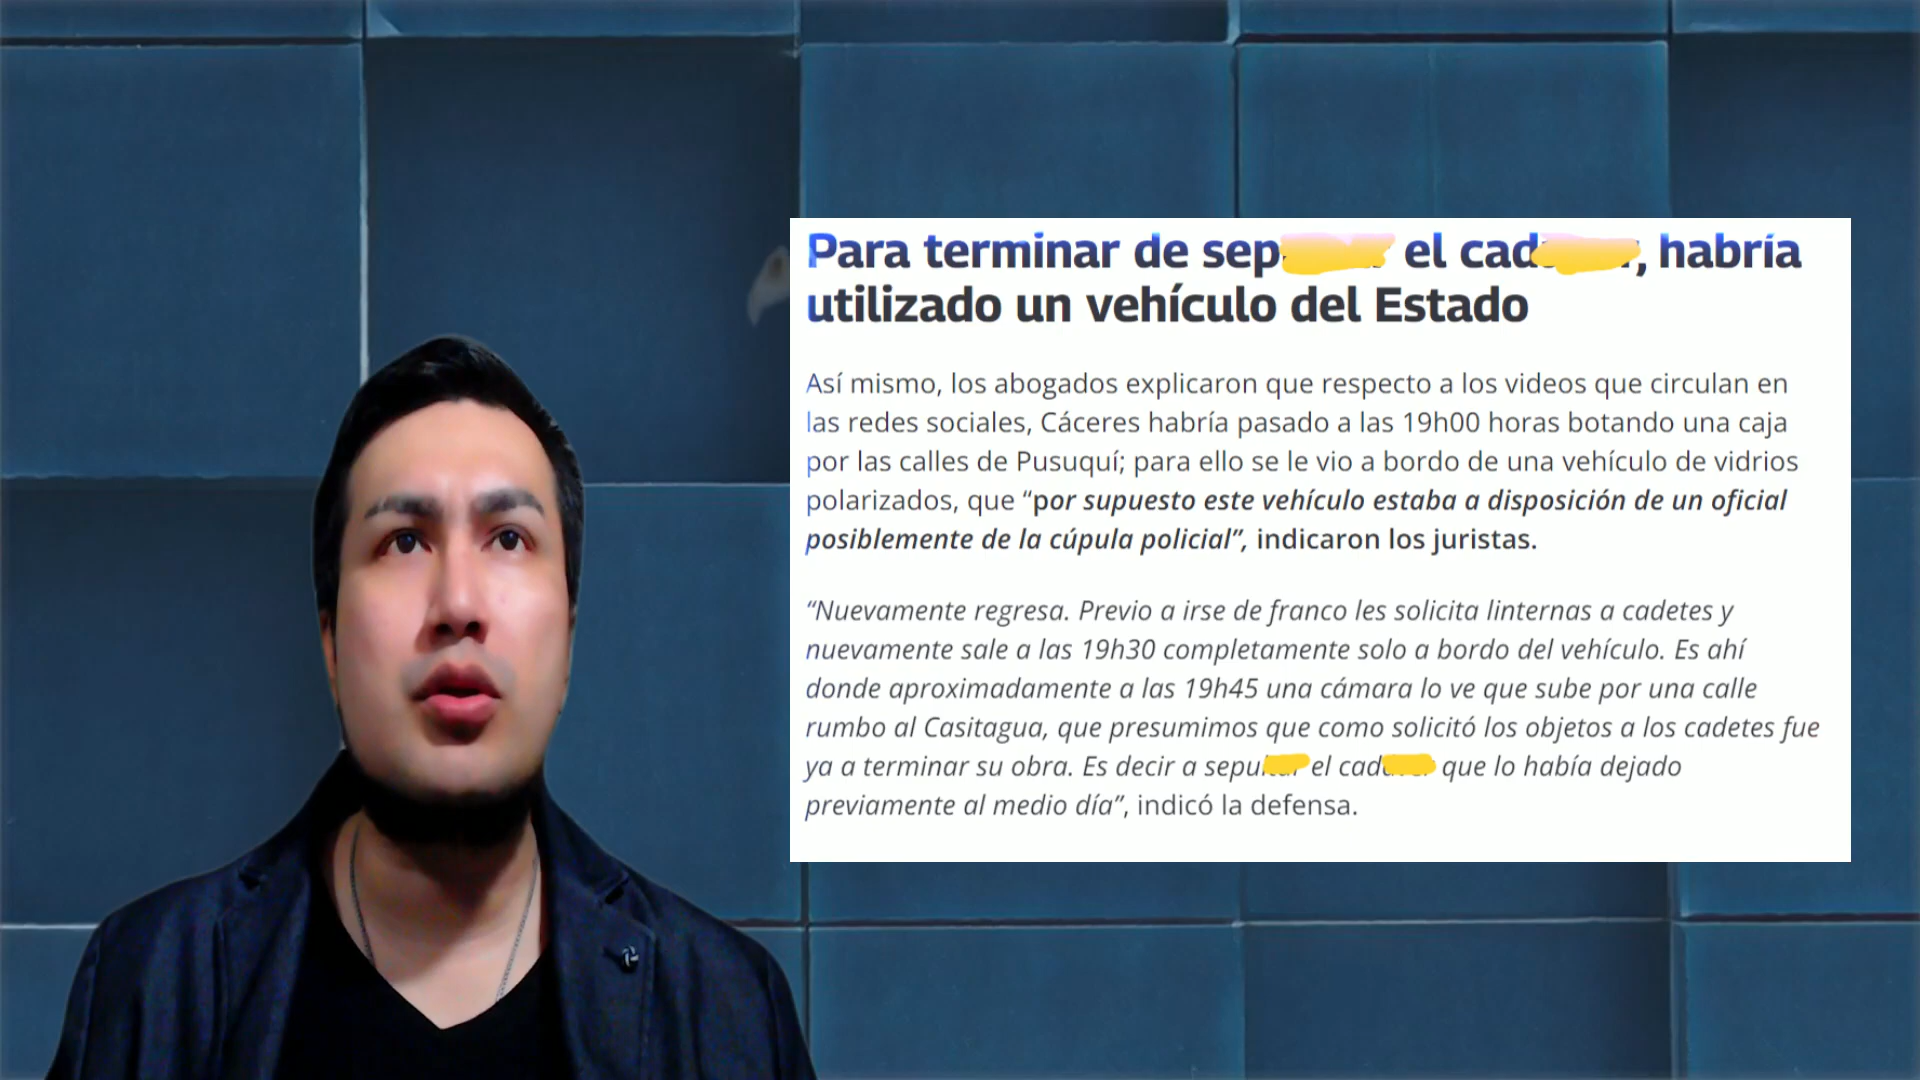 Para terminar de sep el cad, habría
utilizado un vehículo del Estado
Así mismo, los abogados explicaron que respecto a los videos que circulan en
las redes sociales, Cáceres habría pasado a las 19h00 horas botando una caja
por las calles de Pusuquí; para ello se le vio a bordo de una vehículo de vidrios
polarizados, que “por supuesto este vehículo estaba a disposición de un oficial
posiblemente de la cúpula policial”, indicaron los juristas.
“Nuevamente regresa. Previo a irse de franco les solicita linternas a cadetes y
nuevamente sale a las 19h30 completamente solo a bordo del vehículo. Es ahí
donde aproximadamente a las 19h45 una cámara lo ve que sube por una calle
rumbo al Casitagua, que presumimos que como solicitó los objetos a los cadetes fue
ya a terminar su obra. Es decir a sepu el cad que lo había dejado
previamente al medio día”, indicó la defensa.